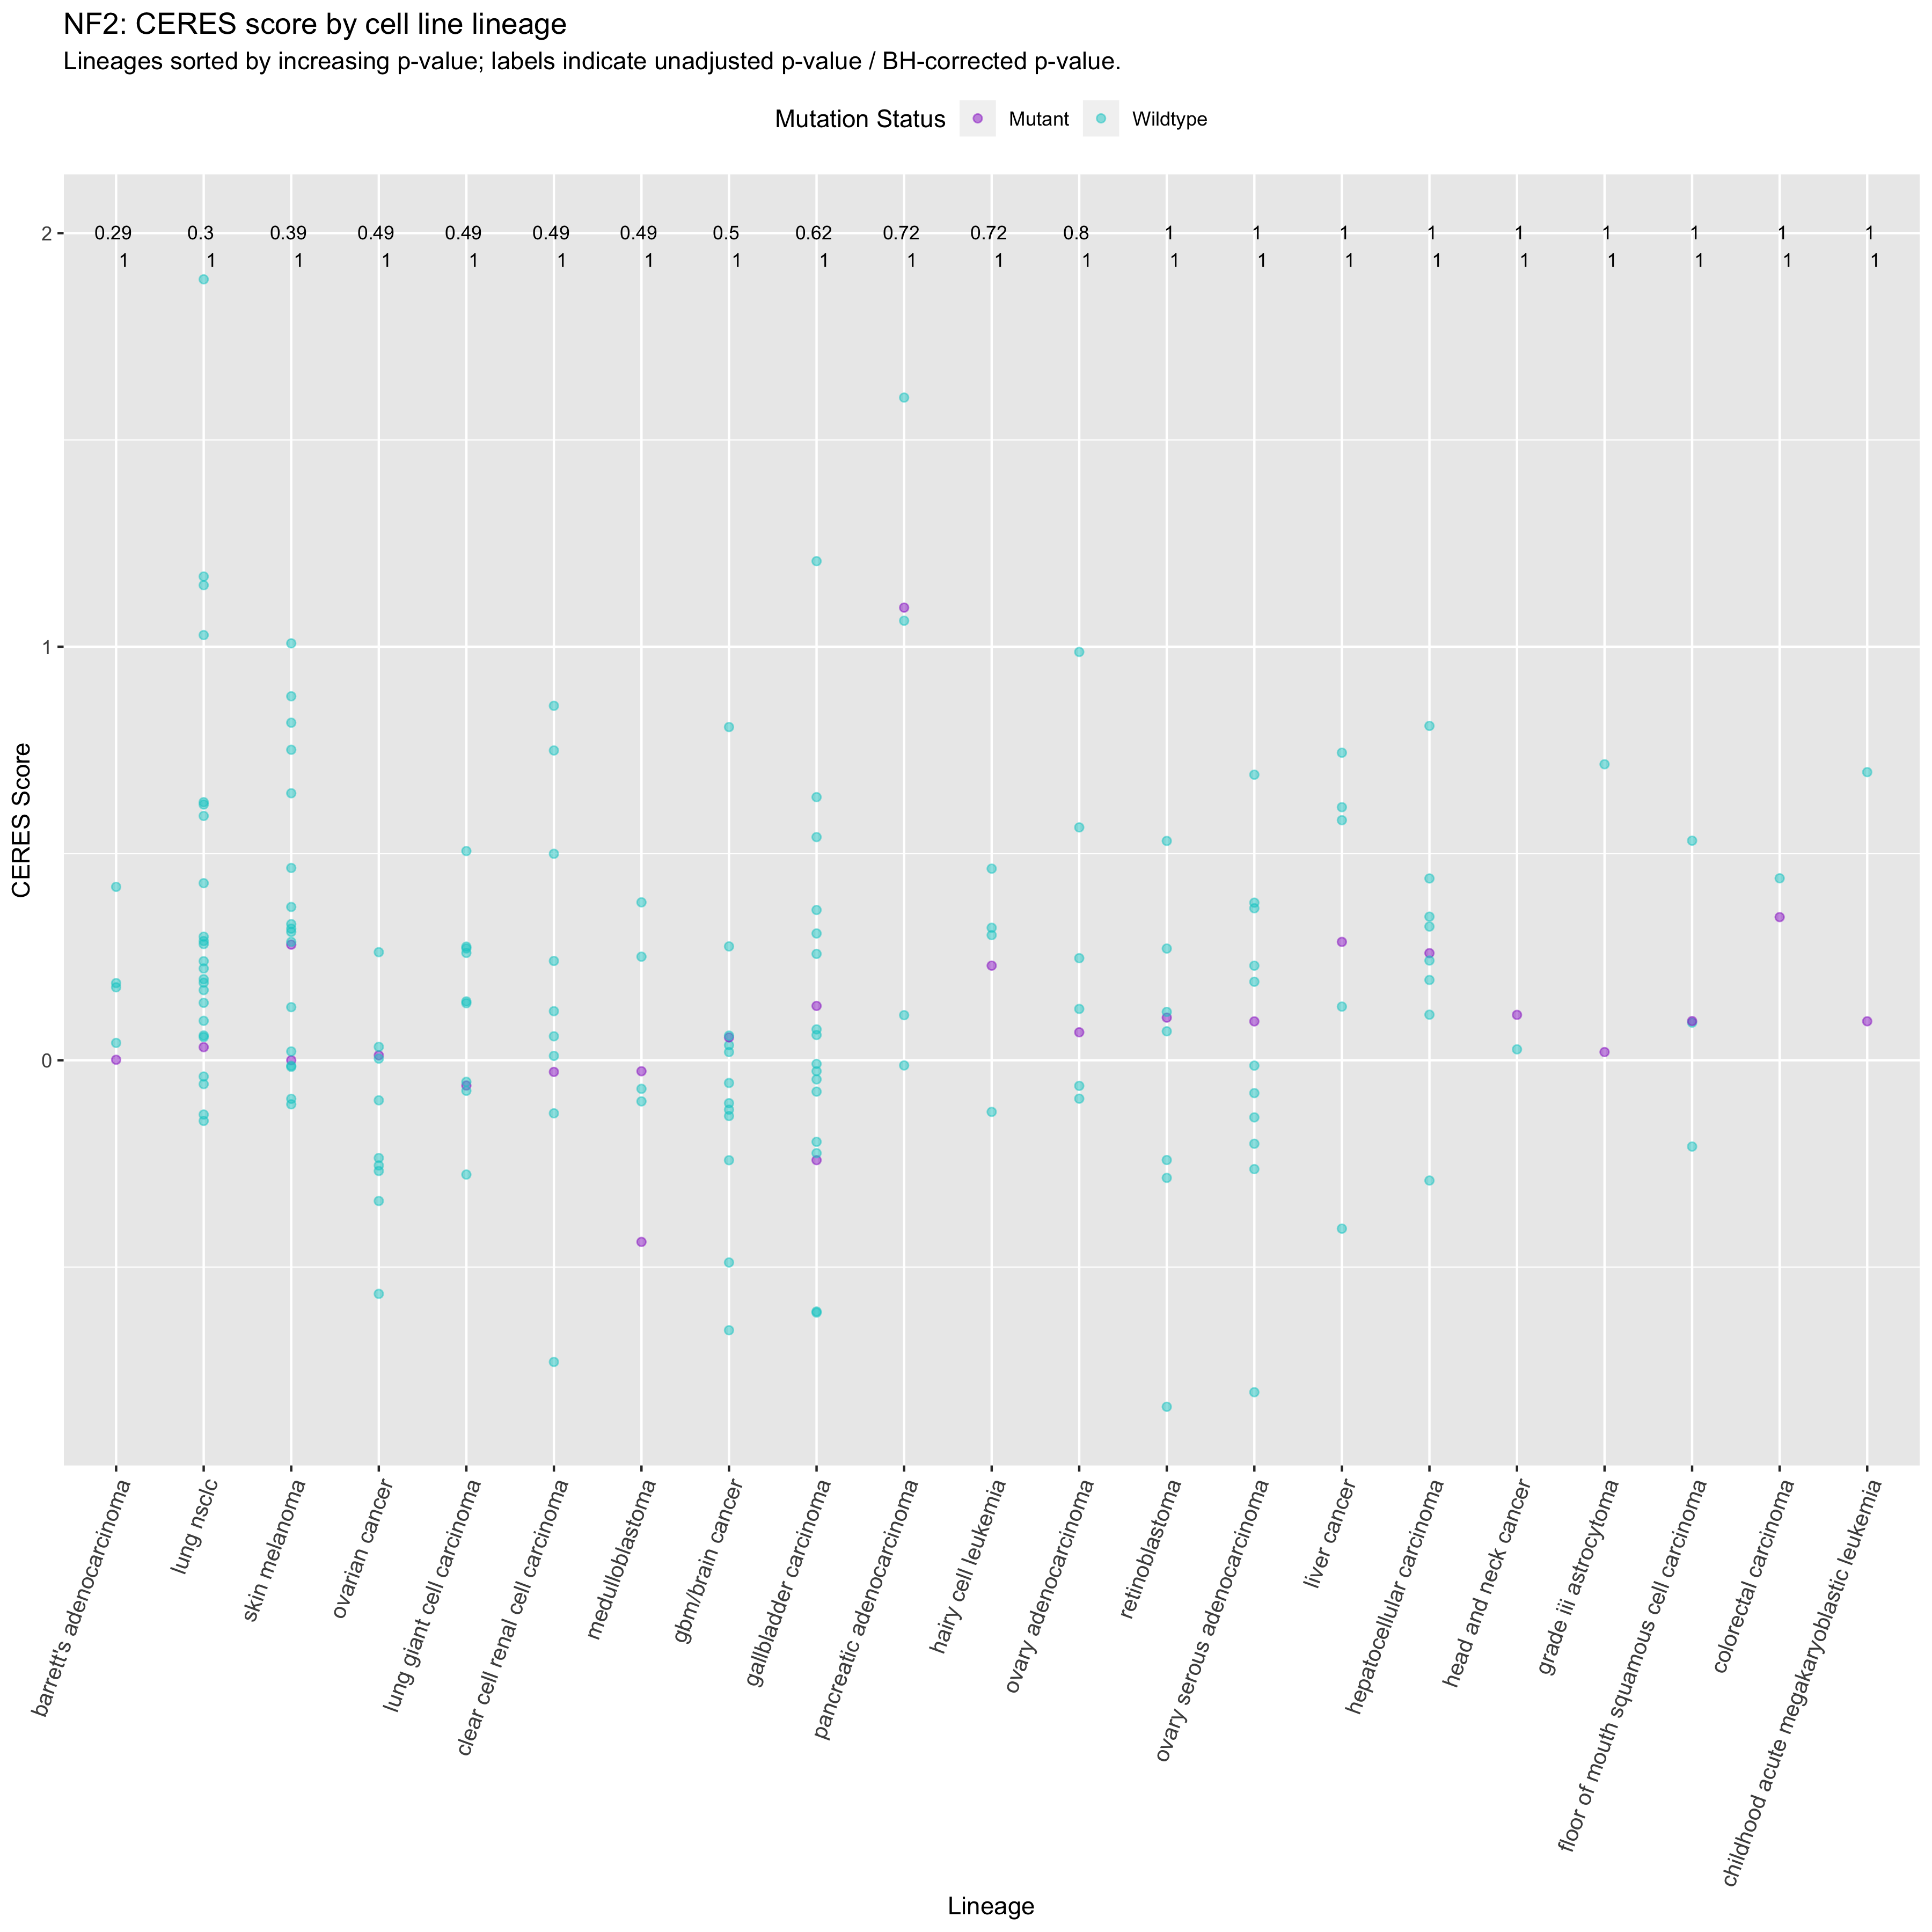 NF2: CERES score by cell line lineage
Lineages sorted by increasing p-value; labels indicate unadjusted p-value / BH-corrected p-value.
Mutation Status Mutant Wildtype
2
0.29 0.3 0.39 0.49 0.49 0.49 0.49 0.5 0.62 0.72 0.72 0.8 1 1 1 1 1 1 1 1 1
1 1 1 1 1 1 1 1 1 1 1 1 1 1 1 1 1 1 1 1 1
1
0
CERES Score
barrett's adenocarcinoma
lung nsclc
skin melanoma
ovarian cancer
lung giant cell carcinoma
clear cell renal cell carcinoma
medulloblastoma
gbm/brain cancer
gallbladder carcinoma
pancreatic adenocarcinoma
hairy cell leukemia
ovary adenocarcinoma
retinoblastoma
ovary serous adenocarcinoma
liver cancer
hepatocellular carcinoma
head and neck cancer
grade iii astrocytoma
floor of mouth squamous cell carcinoma
colorectal carcinoma
childhood acute megakaryoblastic leukemia
Lineage